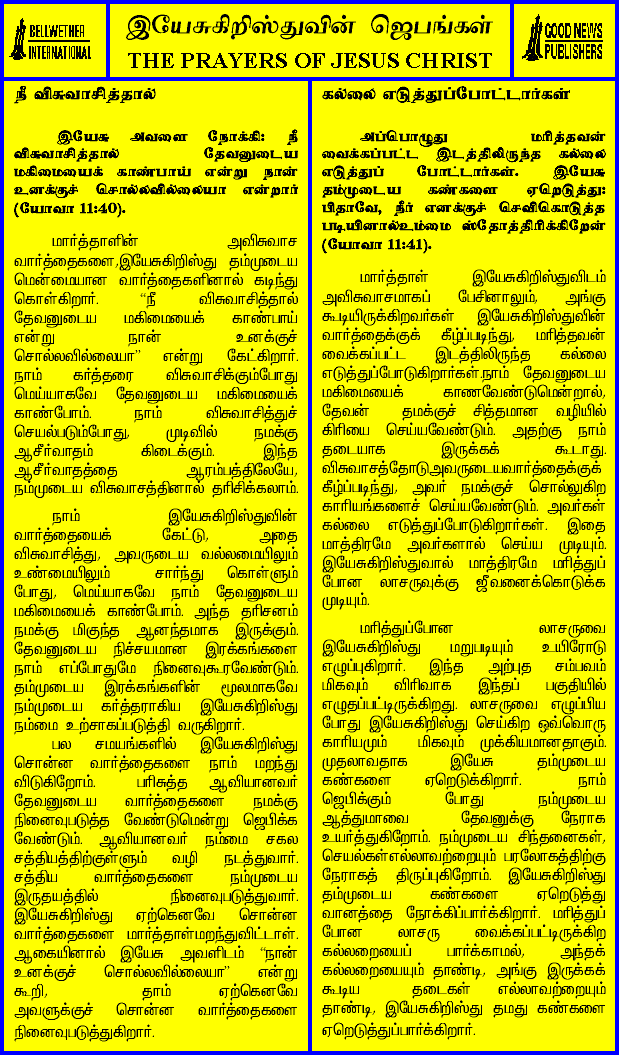 BELLWETHER
INTERNATIONAL
இயேசுகிறிஸ்துவின் ஜெபங்கள்
THE PRAYERS OF JESUS CHRIST
GOOD NEWS
PUBLISHERS
நீ விசுவாசித்தால்
இயேசு அவளை நோக்கி: நீ
விசுவாசித்தால் தேவனுடைய
மகிமையைக் காண்பாய் என்று நான்
உனக்குச் சொல்லவில்லையா என்றார்
(யோவா 11:40).
மார்த்தாளின் அவிசுவாச
வார்த்தைகளை,இயேசுகிறிஸ்து தம்முடைய
மென்மையான வார்த்தைகளினால் கடிந்து
கொள்கிறார். “நீ விசுவாசித்தால்
தேவனுடைய மகிமையைக் காண்பாய்
என்று நான் உனக்குச்
சொல்லவில்லையா” என்று கேட்கிறார்.
நாம் கர்த்தரை விசுவாசிக்கும்போது
மெய்யாகவே தேவனுடைய மகிமையைக்
காண்போம். நாம் விசுவாசித்துச்
செயல்படும்போது, முடிவில் நமக்கு
ஆசீர்வாதம் கிடைக்கும். இந்த
ஆசீர்வாதத்தை ஆரம்பத்திலேயே,
நம்முடைய விசுவாசத்தினால் தரிசிக்கலாம்.
நாம் இயேசுகிறிஸ்துவின்
வார்த்தையைக் கேட்டு, அதை
விசுவாசித்து, அவருடைய வல்லமையிலும்
உண்மையிலும் சார்ந்து கொள்ளும்
போது, மெய்யாகவே நாம் தேவனுடைய
மகிமையைக் காண்போம். அந்த தரிசனம்
நமக்கு மிகுந்த ஆனந்தமாக இருக்கும்.
தேவனுடைய நிச்சயமான இரக்கங்களை
நாம் எப்போதுமே நினைவுகூரவேண்டும்.
தம்முடைய இரக்கங்களின் மூலமாகவே
நம்முடைய கர்த்தராகிய இயேசுகிறிஸ்து
நம்மை உற்சாகப்படுத்தி வருகிறார்.
பல சமயங்களில் இயேசுகிறிஸ்து
சொன்ன வார்த்தைகளை நாம் மறந்து
விடுகிறோம். பரிசுத்த ஆவியானவர்
தேவனுடைய வார்த்தைகளை நமக்கு
நினைவுபடுத்த வேண்டுமென்று ஜெபிக்க
வேண்டும். ஆவியானவர் நம்மை சகல
சத்தியத்திற்குள்ளும் வழி நடத்துவார்.
சத்திய வார்த்தைகளை நம்முடைய
இருதயத்தில் நினைவுபடுத்துவார்.
இயேசுகிறிஸ்து ஏற்கெனவே சொன்ன
வார்த்தைகளை மார்த்தாள்மறந்துவிட்டாள்.
ஆகையினால் இயேசு அவளிடம் “நான்
உனக்குச் சொல்லவில்லையா” என்று
கூறி, தாம் ஏற்கெனவே
அவளுக்குச் சொன்ன வார்த்தைகளை
நினைவுபடுத்துகிறார்.
கல்லை எடுத்துப்போட்டார்கள்
அப்பொழுது மரித்தவன்
வைக்கப்பட்ட இடத்திலிருந்த கல்லை
எடுத்துப் போட்டார்கள். இயேசு
தம்முடைய கண்களை ஏறெடுத்து:
பிதாவே, நீர் எனக்குச் செவிகொடுத்த
படியினால்உம்மை ஸ்தோத்திரிக்கிறேன்
(யோவா 11:41).
மார்த்தாள் இயேசுகிறிஸ்துவிடம்
அவிசுவாசமாகப் பேசினாலும், அங்கு
கூடியிருக்கிறவர்கள் இயேசுகிறிஸ்துவின்
வார்த்தைக்குக் கீழ்ப்படிந்து, மரித்தவன்
வைக்கப்பட்ட இடத்திலிருந்த கல்லை
எடுத்துப்போடுகிறார்கள்.நாம் தேவனுடைய
மகிமையைக் காணவேண்டுமென்றால்,
தேவன் தமக்குச் சித்தமான வழியில்
கிரியை செய்யவேண்டும். அதற்கு நாம்
தடையாக இருக்கக் கூடாது.
விசுவாசத்தோடுஅவருடையவார்த்தைக்குக்
கீழ்ப்படிந்து, அவர் நமக்குச் சொல்லுகிற
காரியங்களைச் செய்யவேண்டும். அவர்கள்
கல்லை எடுத்துப்போடுகிறார்கள். இதை
மாத்திரமே அவர்களால் செய்ய முடியும்.
இயேசுகிறிஸ்துவால் மாத்திரமே மரித்துப்
போன லாசருவுக்கு ஜீவனைக்கொடுக்க
முடியும்.
மரித்துப்போன லாசருவை
இயேசுகிறிஸ்து மறுபடியும் உயிரோடு
எழுப்புகிறார். இந்த அற்புத சம்பவம்
மிகவும் விரிவாக இந்தப் பகுதியில்
எழுதப்பட்டிருக்கிறது. லாசருவை எழுப்பிய
போது இயேசுகிறிஸ்து செய்கிற ஒவ்வொரு
காரியமும் மிகவும் முக்கியமானதாகும்.
முதலாவதாக இயேசு தம்முடைய
கண்களை ஏறெடுக்கிறார். நாம்
ஜெபிக்கும் போது நம்முடைய
ஆத்துமாவை தேவனுக்கு நேராக
உயர்த்துகிறோம். நம்முடைய சிந்தனைகள்,
செயல்கள்எல்லாவற்றையும் பரலோகத்திற்கு
நேராகத் திருப்புகிறோம். இயேசுகிறிஸ்து
தம்முடைய கண்களை ஏறெடுத்து
வானத்தை நோக்கிப்பார்க்கிறார். மரித்துப்
போன லாசரு வைக்கப்பட்டிருக்கிற
கல்லறையைப் பார்க்காமல், அந்தக்
கல்லறையையும் தாண்டி, அங்கு இருக்கக்
கூடிய தடைகள் எல்லாவற்றையும்
தாண்டி, இயேசுகிறிஸ்து தமது கண்களை
ஏறெடுத்துப்பார்க்கிறார்.